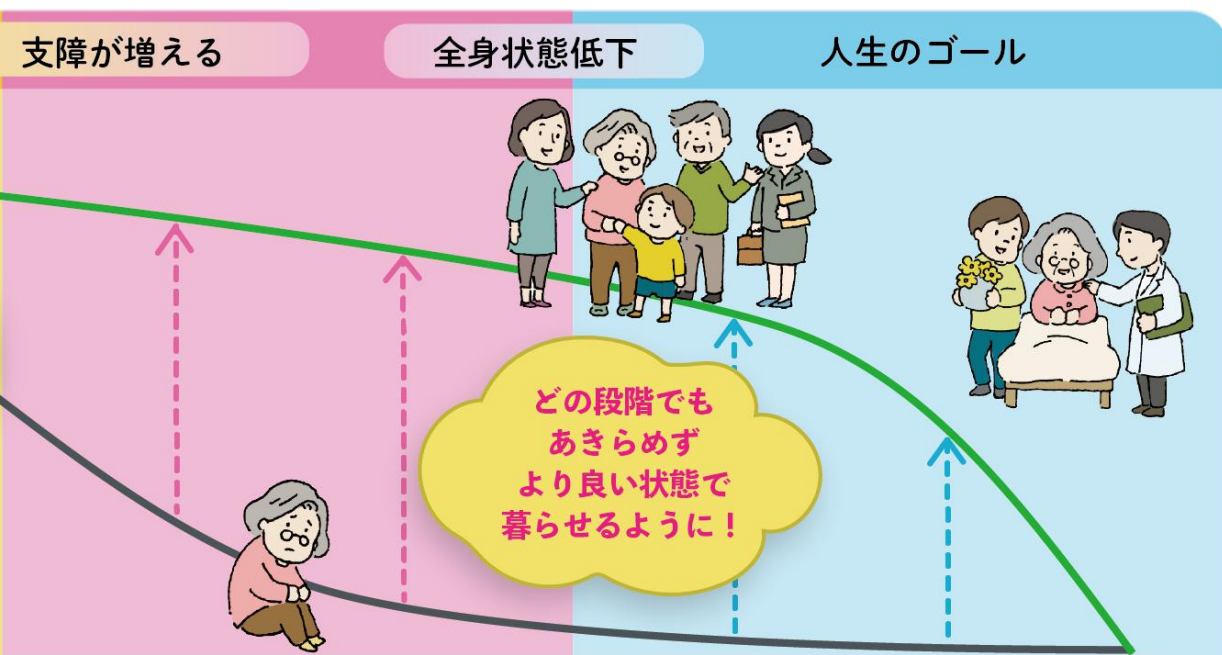 支障が増える
全身状態低下
人生のゴール
どの段階でも
あきらめず
より良い状態で
暮らせるように！